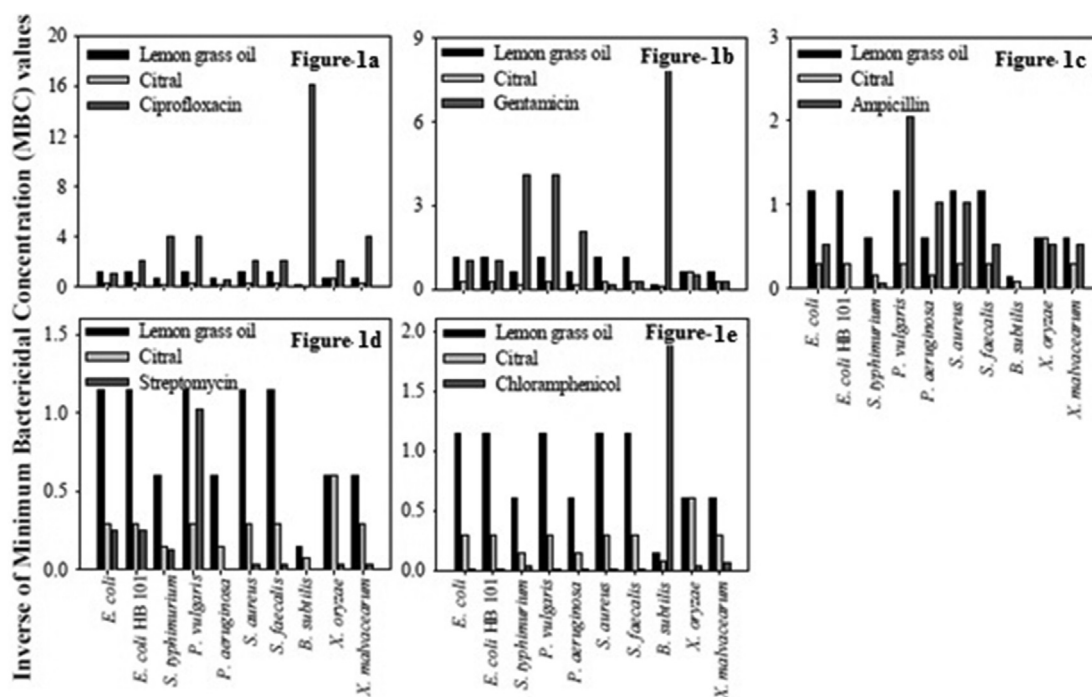 Inverse of Minimum Bactericidal Concentration (MBC) values
20
16
12
8
4
0
Lemon grass oil
Citral
Ciprofloxacin
Figure-1a
9
6
3
0
Lemon grass oil
Citral
Gentamicin
Figure- 1b
3
2
1
0
Lemon grass oil
Citral
Ampicillin
Figure-1c
E. coli
E. coli HB 101
S. typhimurium
P. vulgaris
P. aeruginosa
S. aureus
S. faecalis
B. subtilis
X. oryzae
X. malvacearum
1.5
1.0
0.5
0.0
Lemon grass oil
Citral
Streptomycin
Figure-1d
E. coli
E. coli HB 101
S. typhimurium
P. vulgaris
P. aeruginosa
S. aureus
S. faecalis
B. subtilis
X. oryzae
X. malvacearum
2.0
1.5
1.0
0.5
0.0
Lemon grass oil
Citral
Chloramphenicol
Figure-1e
E. coli
E. coli HB 101
S. typhimurium
P. vulgaris
P. aeruginosa
S. aureus
S. faecalis
B. subtilis
X. oryzae
X. malvacearum